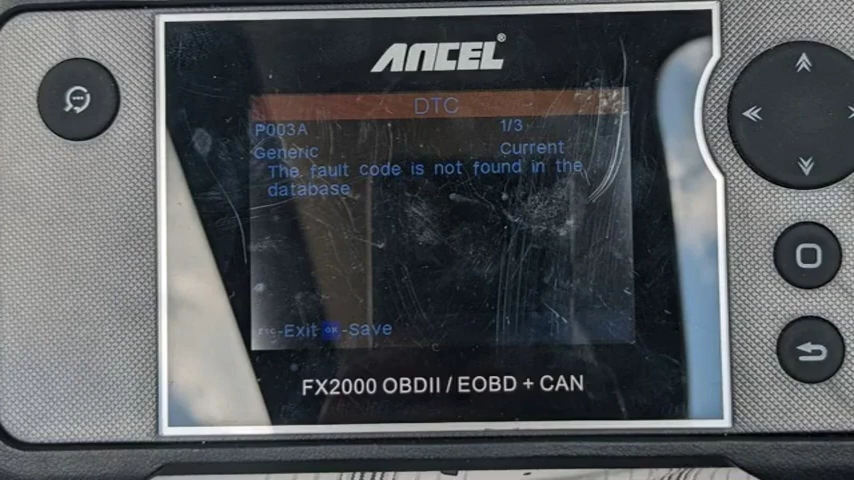 ANCEL®
DTC
P003A 1/3
Generic Current
The fault code is not found in the
database
ESC-Exit OK-Save
FX2000 OBDII / EOBD + CAN